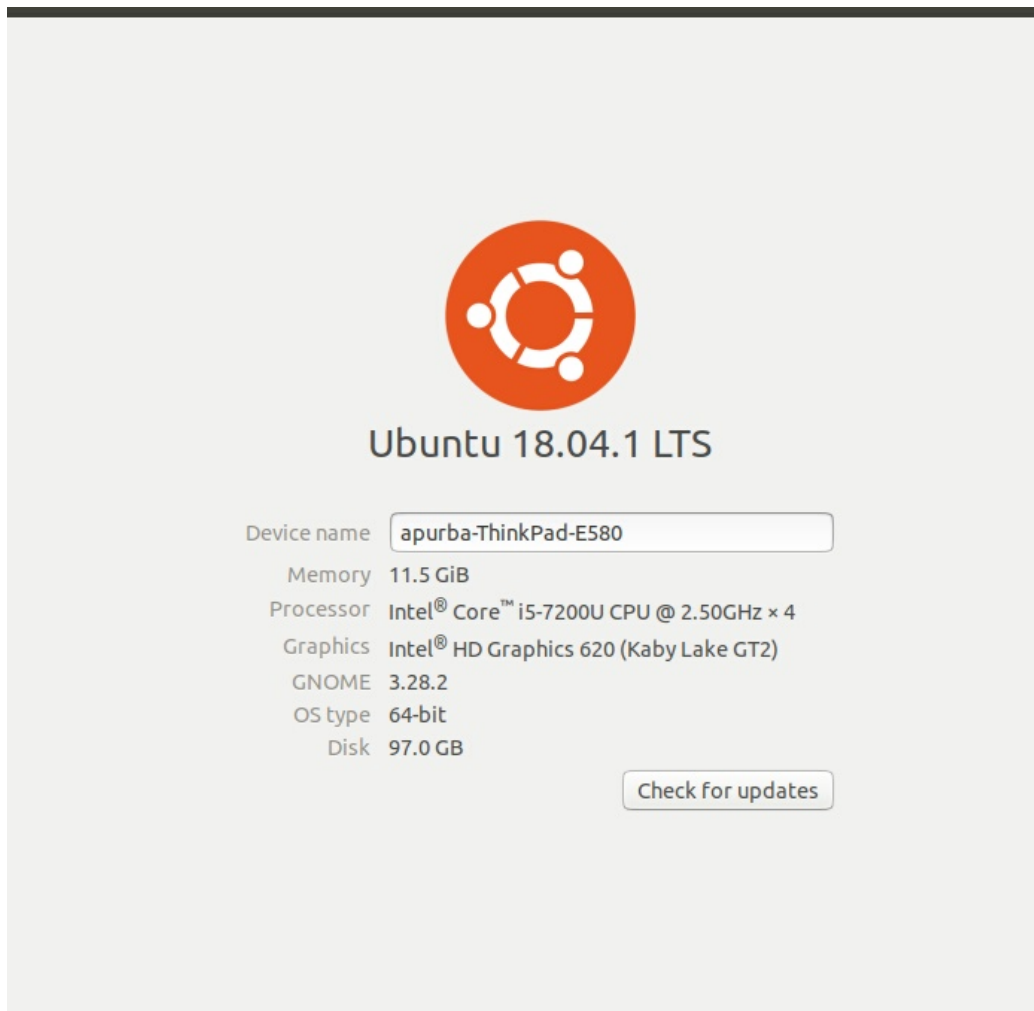 Ubuntu 18.04.1 LTS
Device name apurba-ThinkPad-E580
Memory 11.5 GiB
Processor Intel® Core™ i5-7200U CPU @ 2.50GHz × 4
Graphics Intel® HD Graphics 620 (Kaby Lake GT2)
GNOME 3.28.2
OS type 64-bit
Disk 97.0 GB
Check for updates